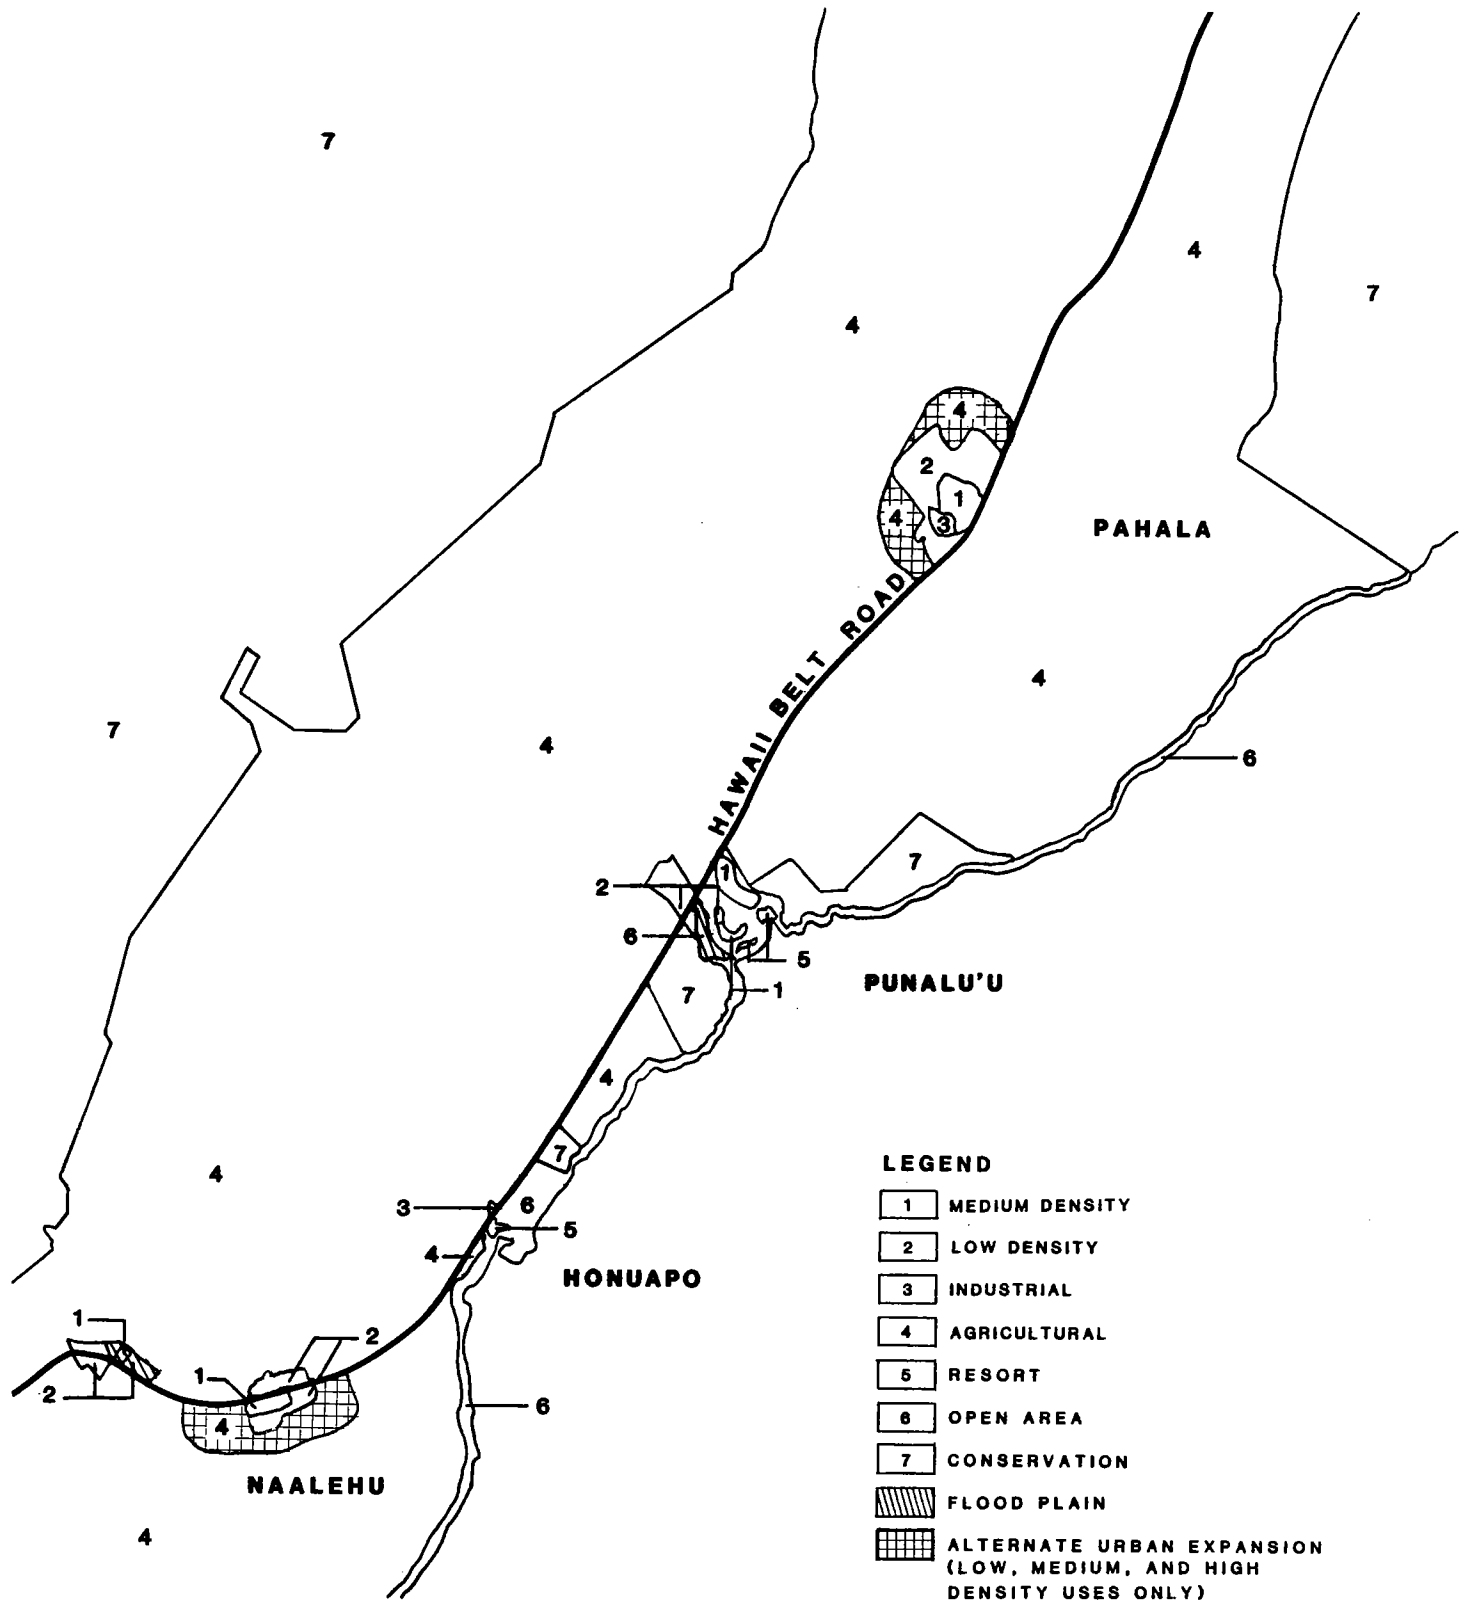 7
4
7
4
4
2
1
4
3
PAHALA
HAWAII BELT ROAD
4
7
4
6
7
1
2
6
5
PUNALU'U
7
1
4
7
4
3
6
5
4
HONUAPO
1
2
2
1
6
4
NAALEHU
4
LEGEND
1 MEDIUM DENSITY
2 LOW DENSITY
3 INDUSTRIAL
4 AGRICULTURAL
5 RESORT
6 OPEN AREA
7 CONSERVATION
FLOOD PLAIN
ALTERNATE URBAN EXPANSION
(LOW, MEDIUM, AND HIGH
DENSITY USES ONLY)